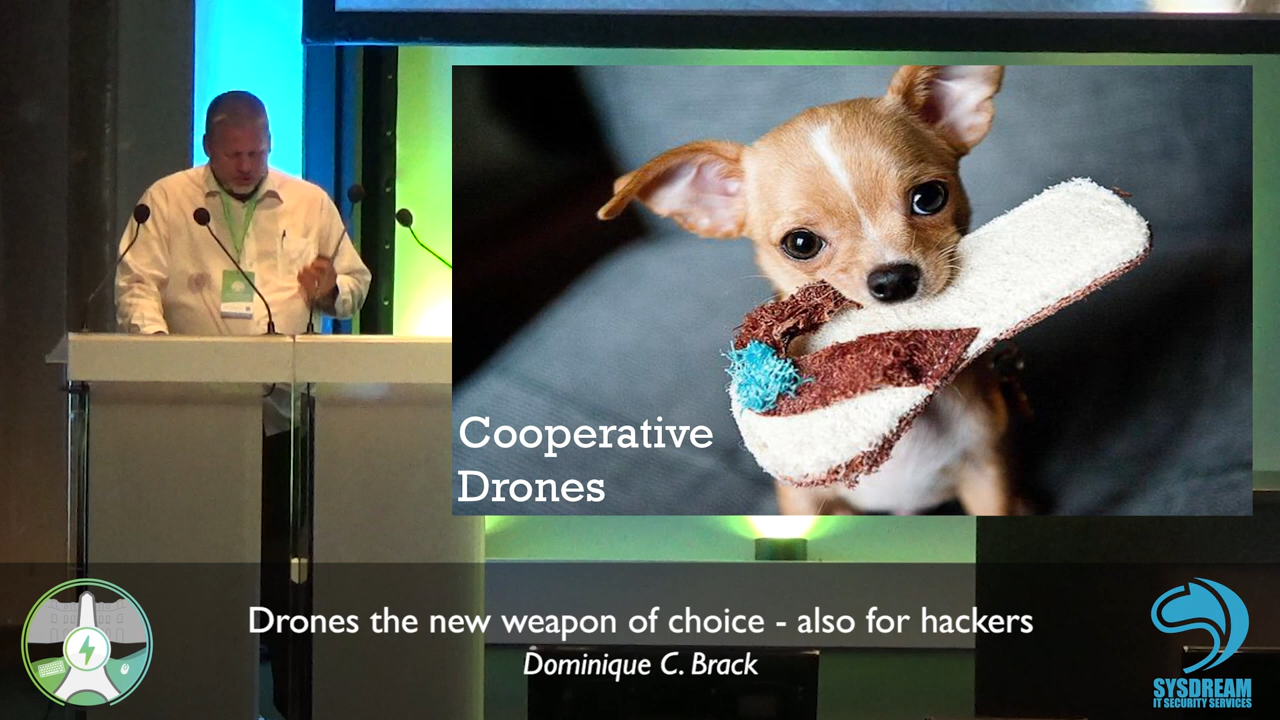 Cooperative
Drones
Drones the new weapon of choice - also for hackers
Dominique C. Brack
SYSDREAM
IT SECURITY SERVICES